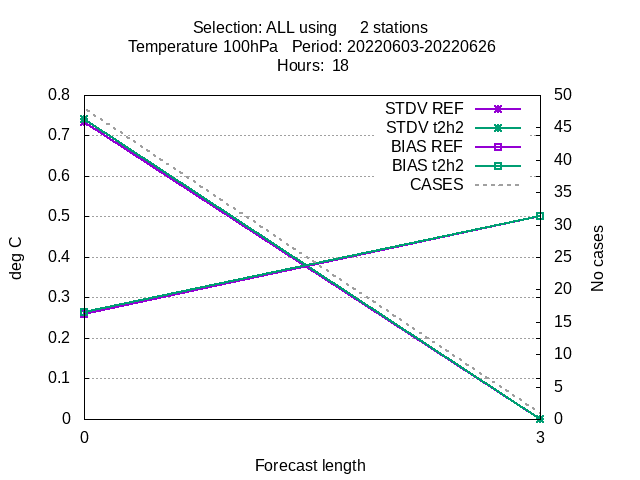 Selection: ALL using     2 stations
Temperature 100hPa   Period: 20220603-20220626
Hours:  18
0.8
0.7
0.6
0.5
0.4
0.3
0.2
0.1
0
50
45
40
35
30
25
20
15
10
5
0
STDV REF
STDV t2h2
BIAS REF
BIAS t2h2
CASES
deg C
No cases
0
3
Forecast length